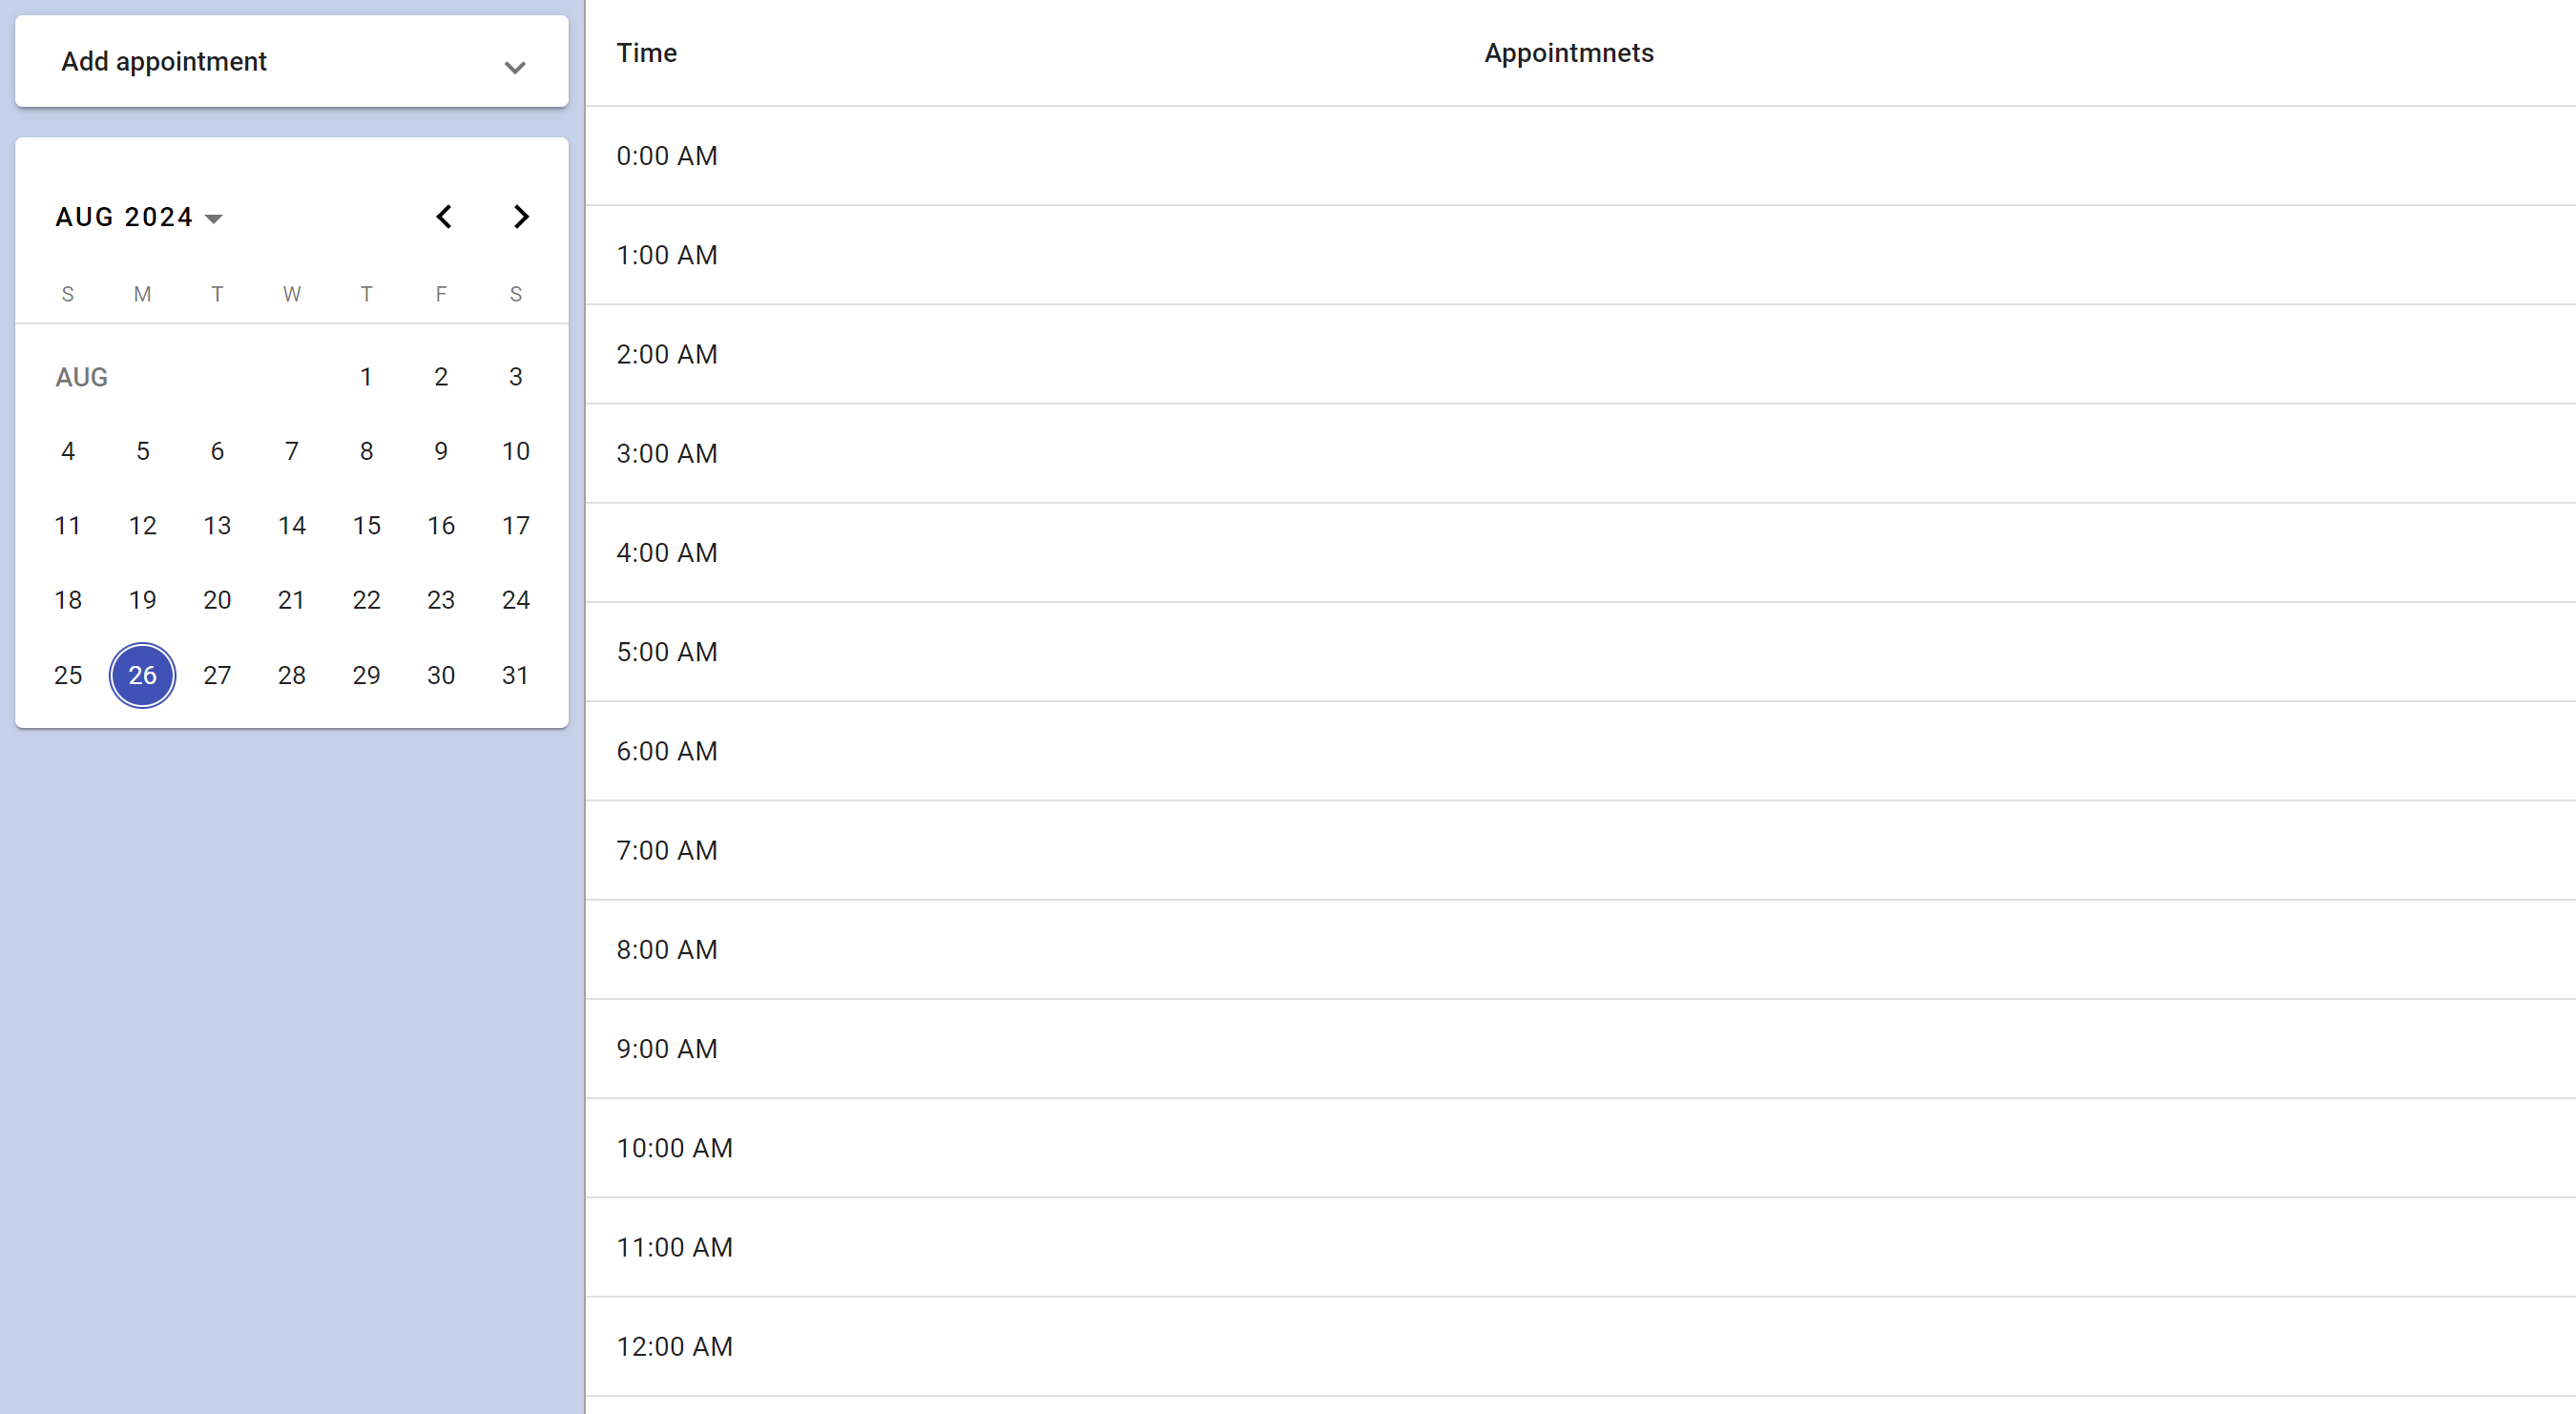 Add appointment
AUG 2024
S M T W T F S
AUG 1 2 3
4 5 6 7 8 9 10
11 12 13 14 15 16 17
18 19 20 21 22 23 24
25 26 27 28 29 30 31
Time Appointmnets
0:00 AM
1:00 AM
2:00 AM
3:00 AM
4:00 AM
5:00 AM
6:00 AM
7:00 AM
8:00 AM
9:00 AM
10:00 AM
11:00 AM
12:00 AM